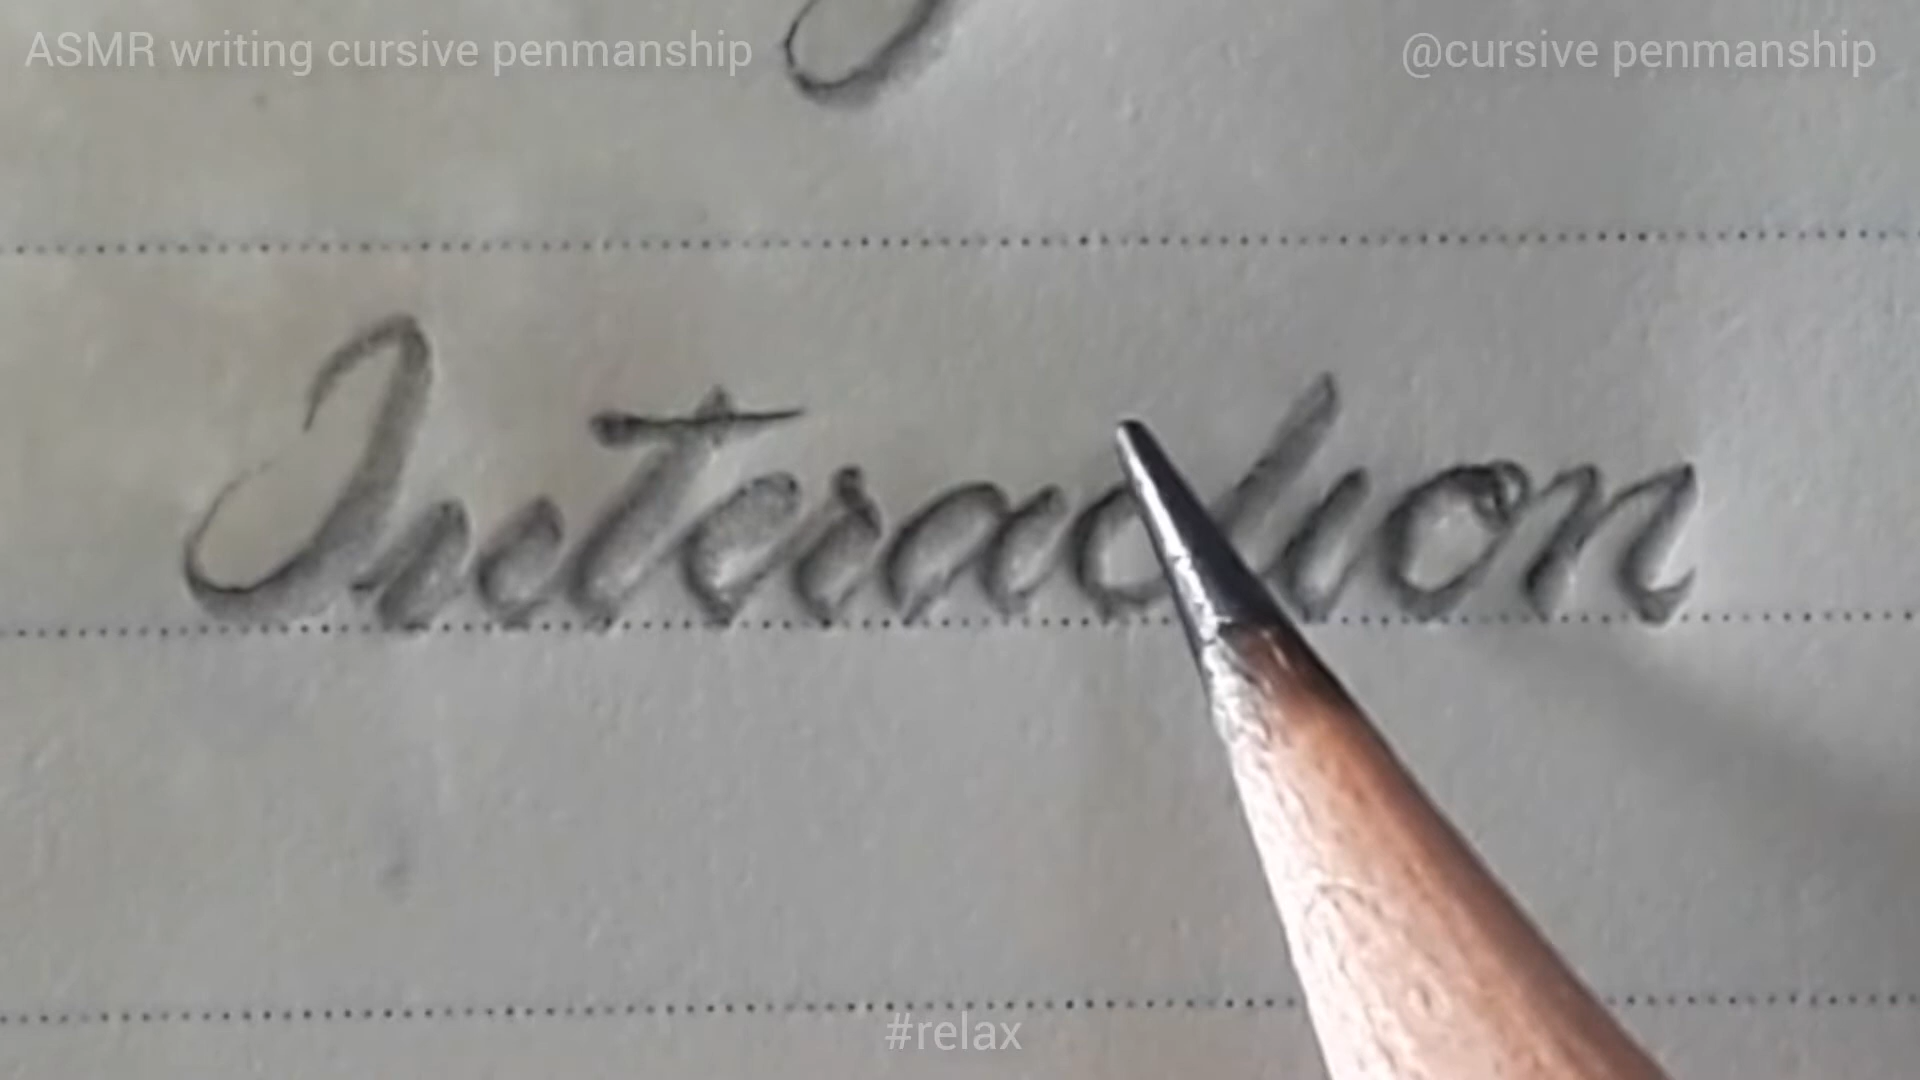 ASMR writing cursive penmanship
@cursive penmanship
Interaction
#relax